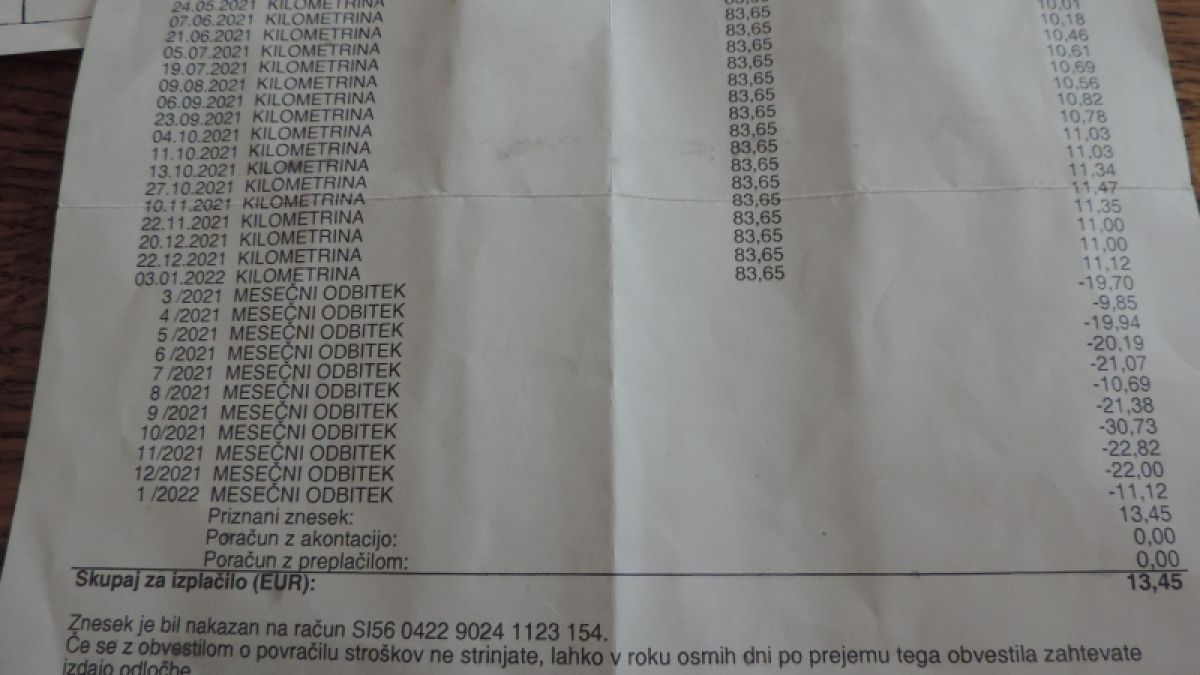 24.05.2021 KILOMETRINA 83,65
07.06.2021 KILOMETRINA 83,65 10,01
21.06.2021 KILOMETRINA 83,65 10,18
05.07.2021 KILOMETRINA 83,65 10,46
19.07.2021 KILOMETRINA 83,65 10,61
09.08.2021 KILOMETRINA 83,65 10,69
06.09.2021 KILOMETRINA 83,65 10,56
23.09.2021 KILOMETRINA 83,65 10,82
04.10.2021 KILOMETRINA 83,65 10,78
11.10.2021 KILOMETRINA 83,65 11,03
13.10.2021 KILOMETRINA 83,65 11,03
27.10.2021 KILOMETRINA 83,65 11,34
10.11.2021 KILOMETRINA 83,65 11,47
22.11.2021 KILOMETRINA 83,65 11,35
20.12.2021 KILOMETRINA 83,65 11,00
22.12.2021 KILOMETRINA 83,65 11,00
03.01.2022 KILOMETRINA 83,65 11,12
3 /2021 MESEČNI ODBITEK -19,70
4 /2021 MESEČNI ODBITEK -9,85
5 /2021 MESEČNI ODBITEK -19,94
6 /2021 MESEČNI ODBITEK -20,19
7 /2021 MESEČNI ODBITEK -21,07
8 /2021 MESEČNI ODBITEK -10,69
9 /2021 MESEČNI ODBITEK -21,38
10/2021 MESEČNI ODBITEK -30,73
11/2021 MESEČNI ODBITEK -22,82
12/2021 MESEČNI ODBITEK -22,00
1 /2022 MESEČNI ODBITEK -11,12
Priznani znesek: 13,45
Poračun z akontacijo: 0,00
Poračun z preplačilom: 0,00
Skupaj za izplačilo (EUR): 13,45
Znesek je bil nakazan na račun SI56 0422 9024 1123 154.
Če se z obvestilom o povračilu stroškov ne strinjate, lahko v roku osmih dni po prejemu tega obvestila zahtevate
izdajo odločbe